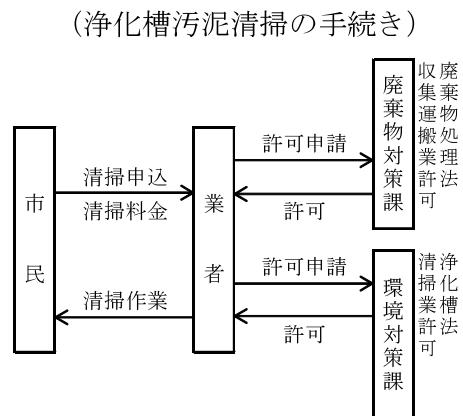 （浄化槽汚泥清掃の手続き）
市民
清掃申込
清掃料金
清掃作業
業者
許可申請
許可
許可申請
許可
廃棄物対策課
廃棄物処理法
収集運搬業許可
環境対策課
浄化槽法
清掃業許可